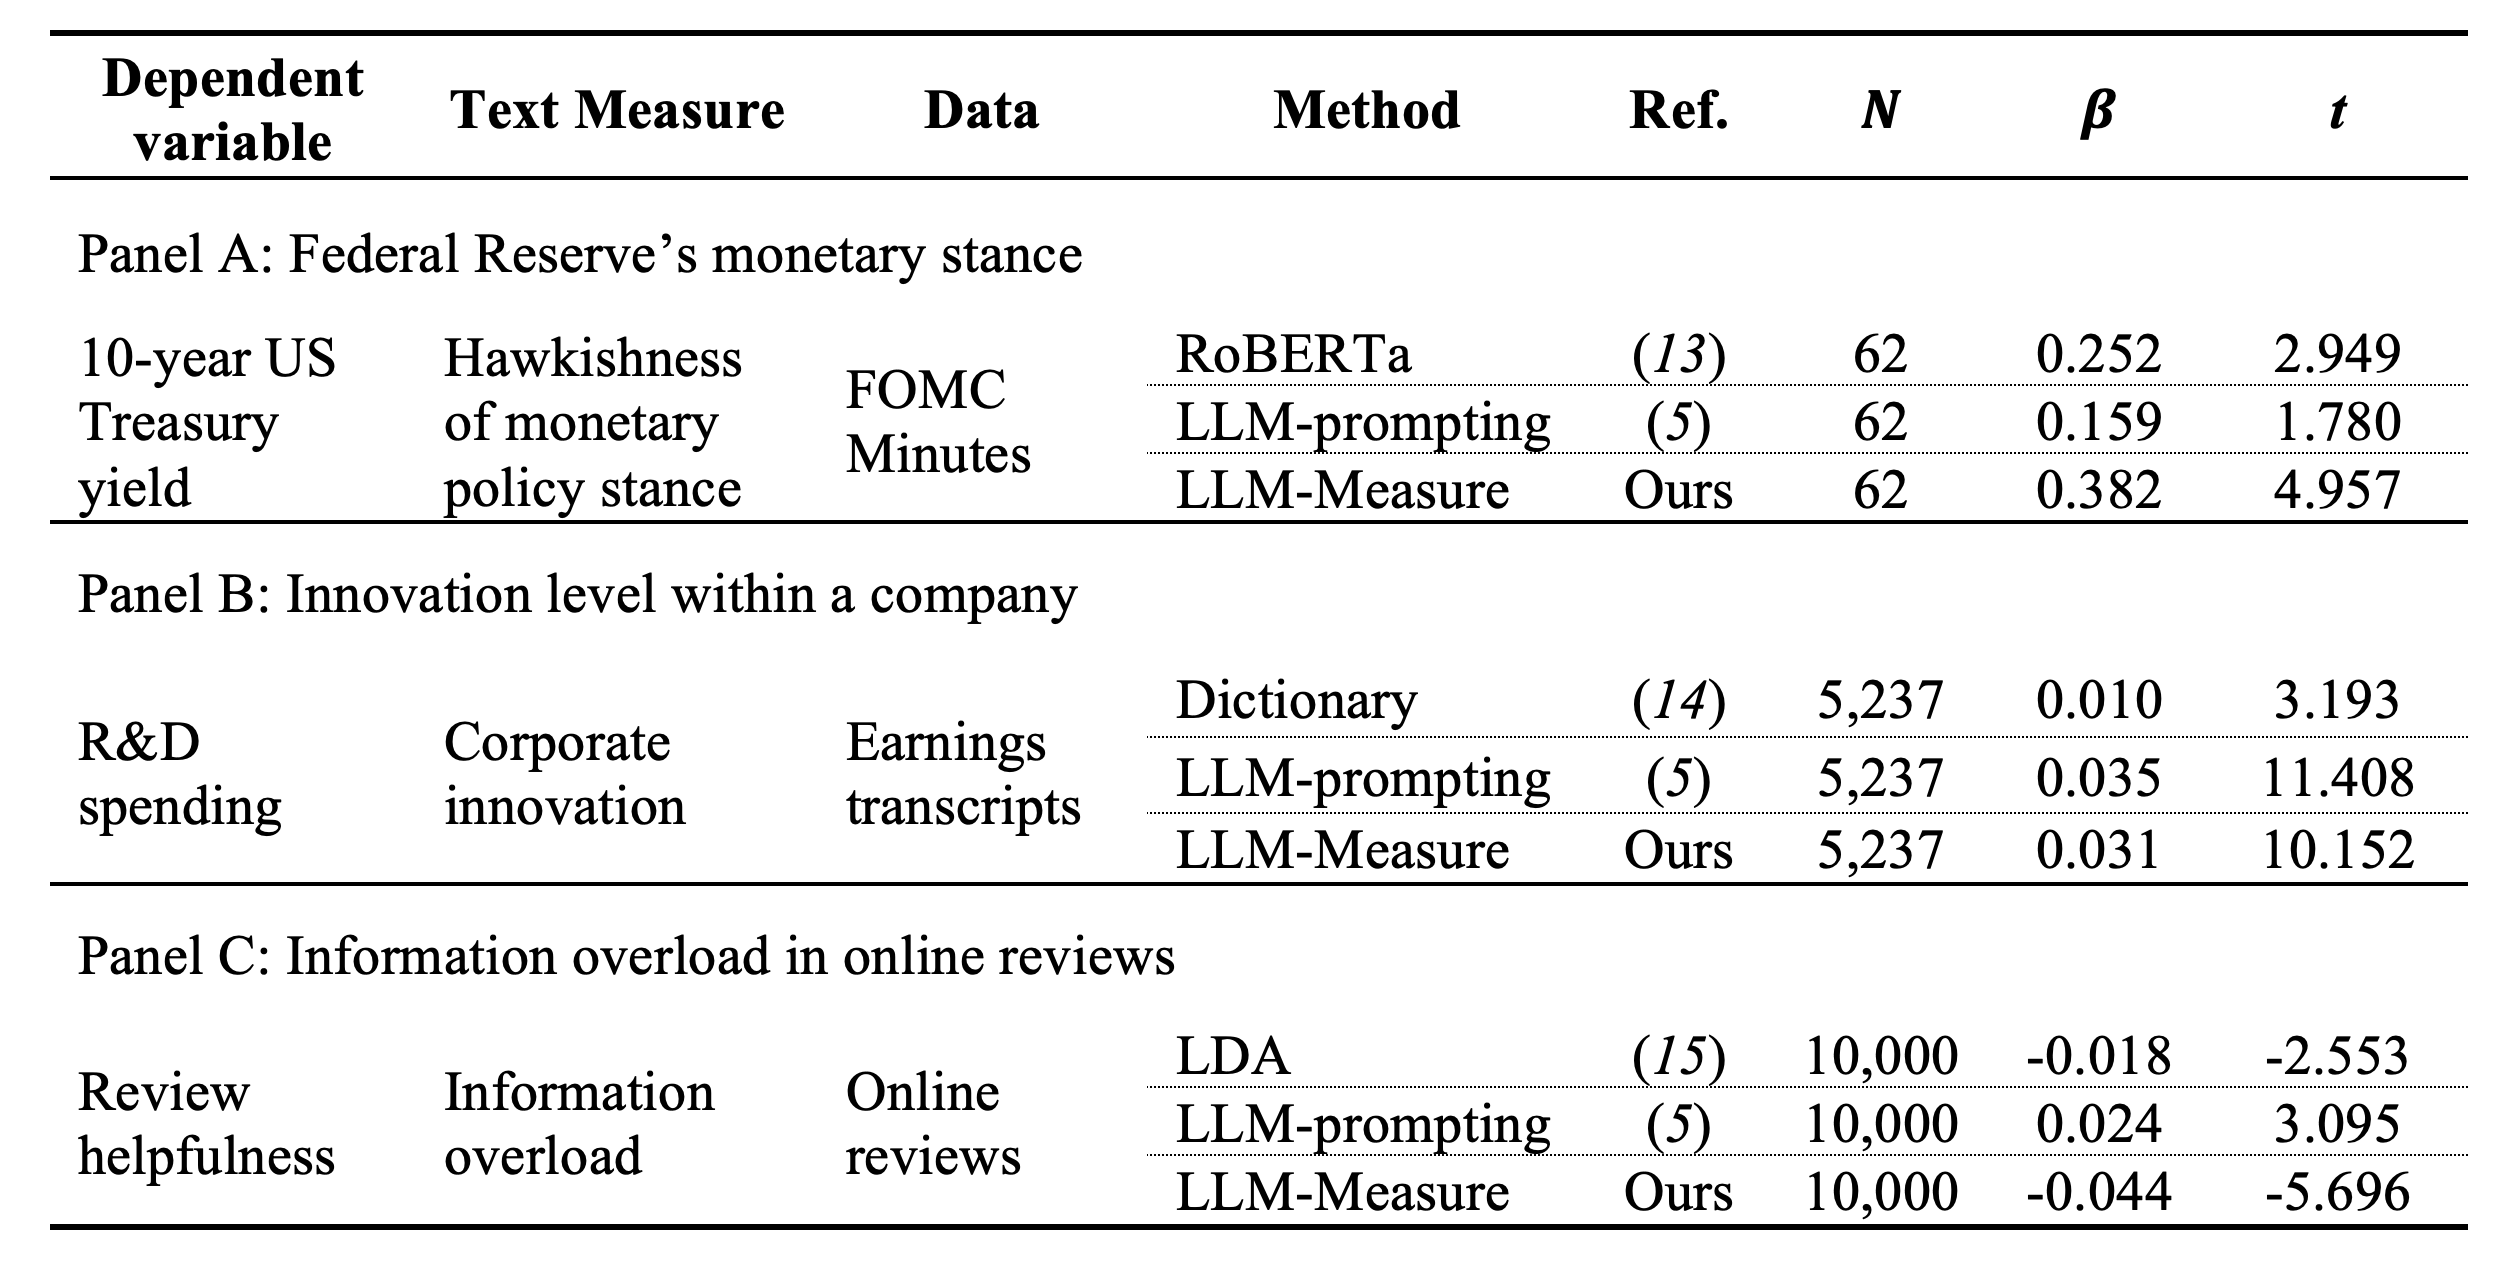 Dependent variable Text Measure Data Method Ref. N β t
Panel A: Federal Reserve’s monetary stance
10-year US Treasury yield Hawkishness of monetary policy stance FOMC Minutes RoBERTa (13) 62 0.252 2.949
LLM-prompting (5) 62 0.159 1.780
LLM-Measure Ours 62 0.382 4.957
Panel B: Innovation level within a company
R&D spending Corporate innovation Earnings transcripts Dictionary (14) 5,237 0.010 3.193
LLM-prompting (5) 5,237 0.035 11.408
LLM-Measure Ours 5,237 0.031 10.152
Panel C: Information overload in online reviews
Review helpfulness Information overload Online reviews LDA (15) 10,000 -0.018 -2.553
LLM-prompting (5) 10,000 0.024 3.095
LLM-Measure Ours 10,000 -0.044 -5.696